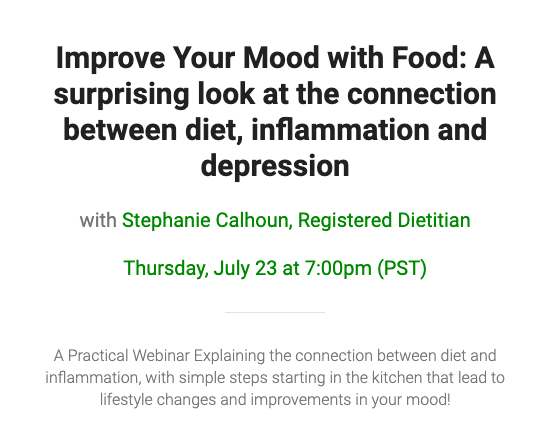 Improve Your Mood with Food: A
surprising look at the connection
between diet, inflammation and
depression
with Stephanie Calhoun, Registered Dietitian
Thursday, July 23 at 7:00pm (PST)
A Practical Webinar Explaining the connection between diet and
inflammation, with simple steps starting in the kitchen that lead to
lifestyle changes and improvements in your mood!